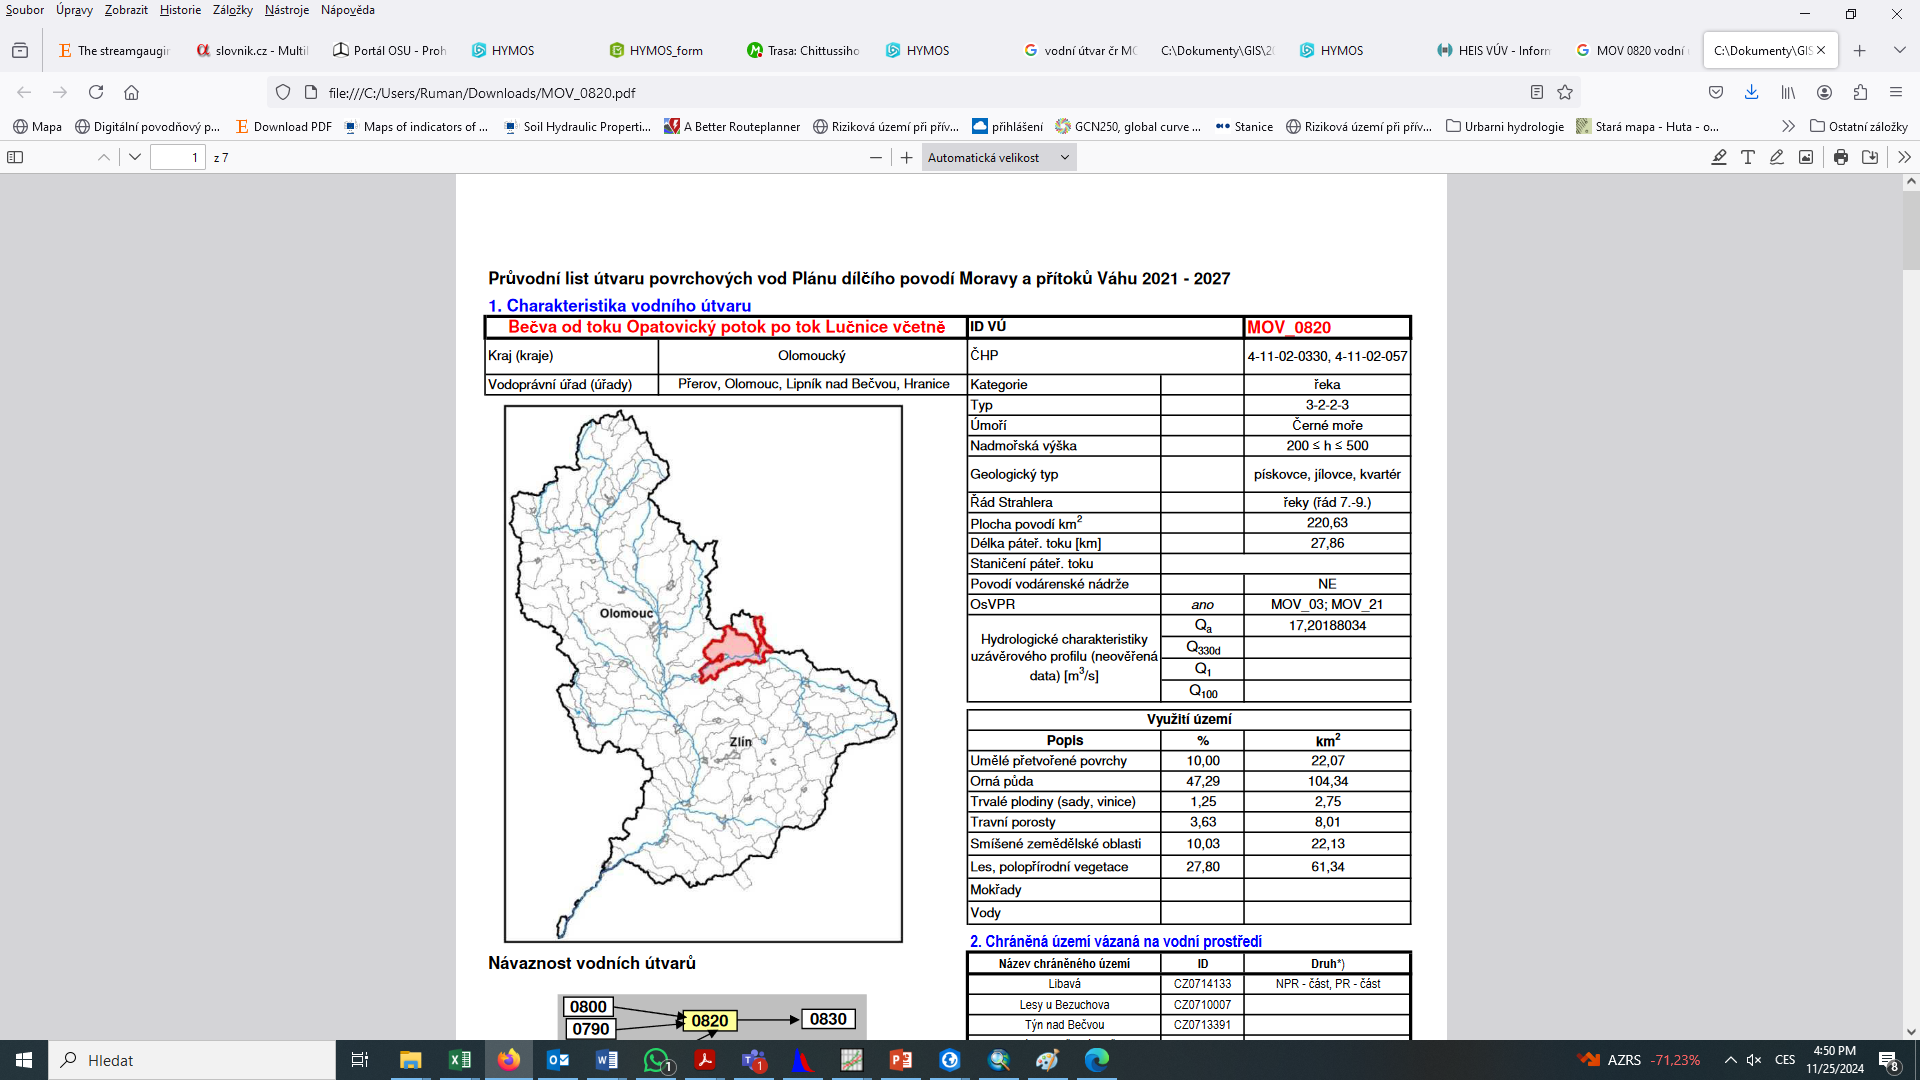 Soubor Úpravy Zobrazit Historie Záložky Nástroje Nápověda
The streamgaugin slovnik.cz - Multil Portál OSU - Proh HYMOS HYMOS_form Trasa: Chittussiho HYMOS vodní útvar čr MO C:\Dokumenty\GIS\20 HYMOS HEIS VÚV - Inform MOV 0820 vodní ú C:\Dokumenty\GIS
file:///C:/Users/Ruman/Downloads/MOV_0820.pdf
Mapa Digitální povodňový p... Download PDF Maps of indicators of ... Soil Hydraulic Properti... A Better Routeplanner Riziková území při přív... přihlášení GCN250, global curve ... Stanice Riziková území při přív... Urbarni hydrologie Stará mapa - Huta - o... Ostatní záložky
1 z 7 Automatická velikost
Průvodní list útvaru povrchových vod Plánu dílčího povodí Moravy a přítoků Váhu 2021 - 2027
1. Charakteristika vodního útvaru
Bečva od toku Opatovický potok po tok Lučnice včetně ID VÚ MOV_0820
Kraj (kraje) Olomoucký ČHP 4-11-02-0330, 4-11-02-057
Vodoprávní úřad (úřady) Přerov, Olomouc, Lipník nad Bečvou, Hranice Kategorie řeka
Typ 3-2-2-3
Úmoří Černé moře
Nadmořská výška 200 ≤ h ≤ 500
Geologický typ pískovce, jílovce, kvartér
Řád Strahlera řeky (řád 7.-9.)
Plocha povodí km2 220,63
Délka páteř. toku [km] 27,86
Staničení páteř. toku
Povodí vodárenské nádrže NE
OsVPR ano MOV_03; MOV_21
Hydrologické charakteristiky uzávěrového profilu (neověřená data) [m3/s]
Qa 17,20188034
Q330d
Q1
Q100
Olomouc
Zlín
Využití území
Popis % km2
Umělé přetvořené povrchy 10,00 22,07
Orná půda 47,29 104,34
Trvalé plodiny (sady, vinice) 1,25 2,75
Travní porosty 3,63 8,01
Smíšené zemědělské oblasti 10,03 22,13
Les, polopřírodní vegetace 27,80 61,34
Mokřady
Vody
2. Chráněná území vázaná na vodní prostředí
Název chráněného území ID Druh*)
Libavá CZ0714133 NPR - část, PR - část
Lesy u Bezuchova CZ0710007
Týn nad Bečvou CZ0713391
Návaznost vodních útvarů
0800
0790
0820
0830
Hledat
1
1
AZRS -71,23%
CES
4:50 PM
11/25/2024
8